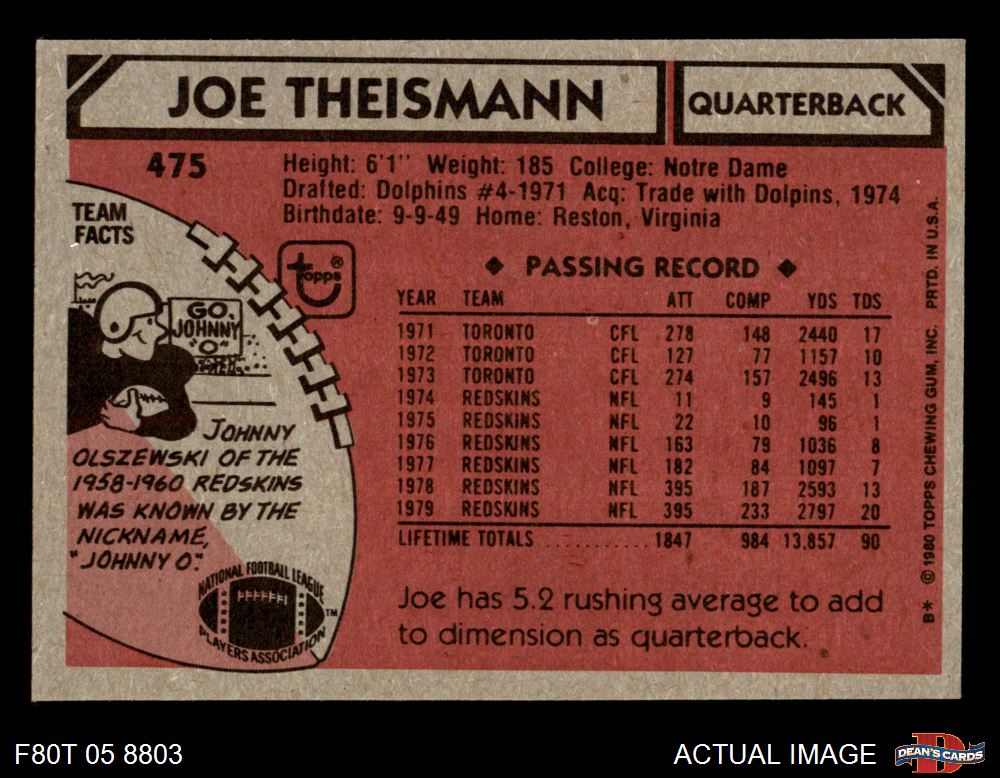 JOE THEISMANN
QUARTERBACK
475
Height: 6'1" Weight: 185 College: Notre Dame
Drafted: Dolphins #4-1971 Acq: Trade with Dolpins, 1974
Birthdate: 9-9-49 Home: Reston, Virginia
TEAM
FACTS
GO,
JOHNNY
"O"
topps®
JOHNNY
OLSZEWSKI OF THE
1958-1960 REDSKINS
WAS KNOWN BY THE
NICKNAME,
"JOHNNY O."
NATIONAL FOOTBALL LEAGUE
PLAYERS ASSOCIATION
TM
PASSING RECORD
YEAR TEAM ATT COMP YDS TDS
1971 TORONTO CFL 278 148 2440 17
1972 TORONTO CFL 127 77 1157 10
1973 TORONTO CFL 274 157 2496 13
1974 REDSKINS NFL 11 9 145 1
1975 REDSKINS NFL 22 10 96 1
1976 REDSKINS NFL 163 79 1036 8
1977 REDSKINS NFL 182 84 1097 7
1978 REDSKINS NFL 395 187 2593 13
1979 REDSKINS NFL 395 233 2797 20
LIFETIME TOTALS ............ 1847 984 13,857 90
Joe has 5.2 rushing average to add
to dimension as quarterback.
B* © 1980 TOPPS CHEWING GUM, INC. PRTD. IN U.S.A.
F80T 05 8803
ACTUAL IMAGE
DEAN'S CARDS